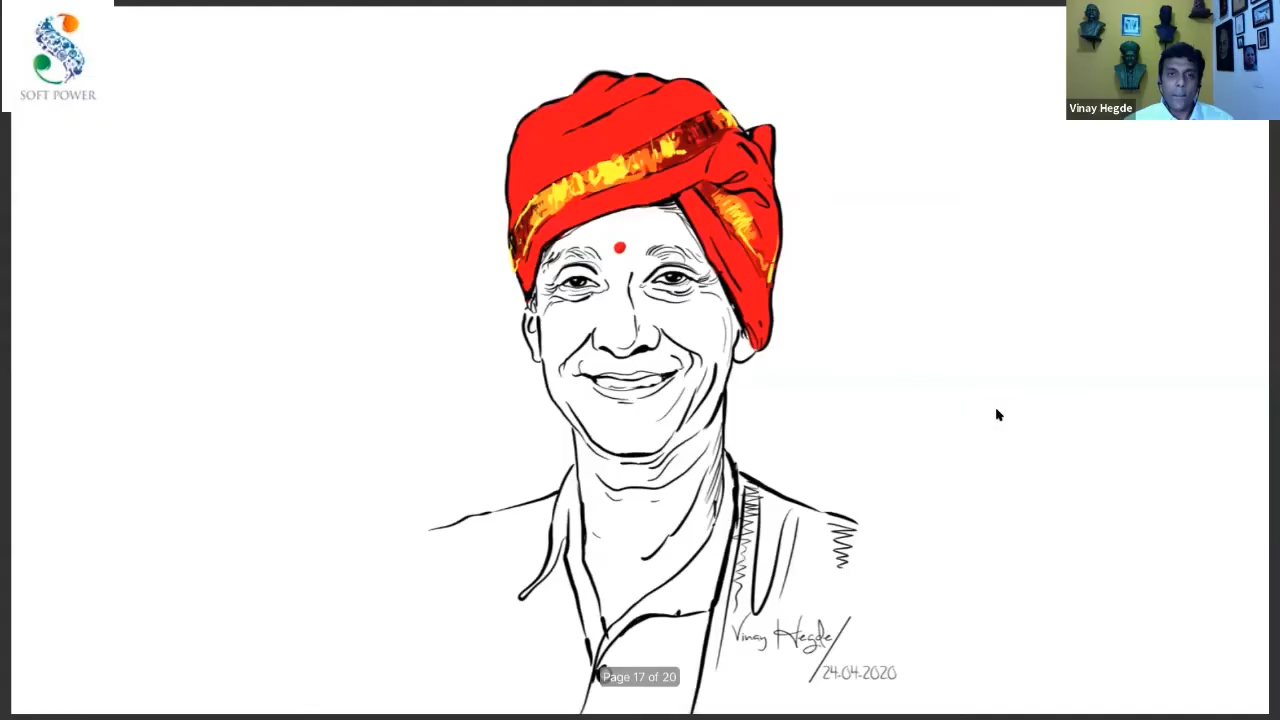 SOFT POWER
Vinay Hegde
Vinay Hegde
24-04-2020
Page 17 of 20